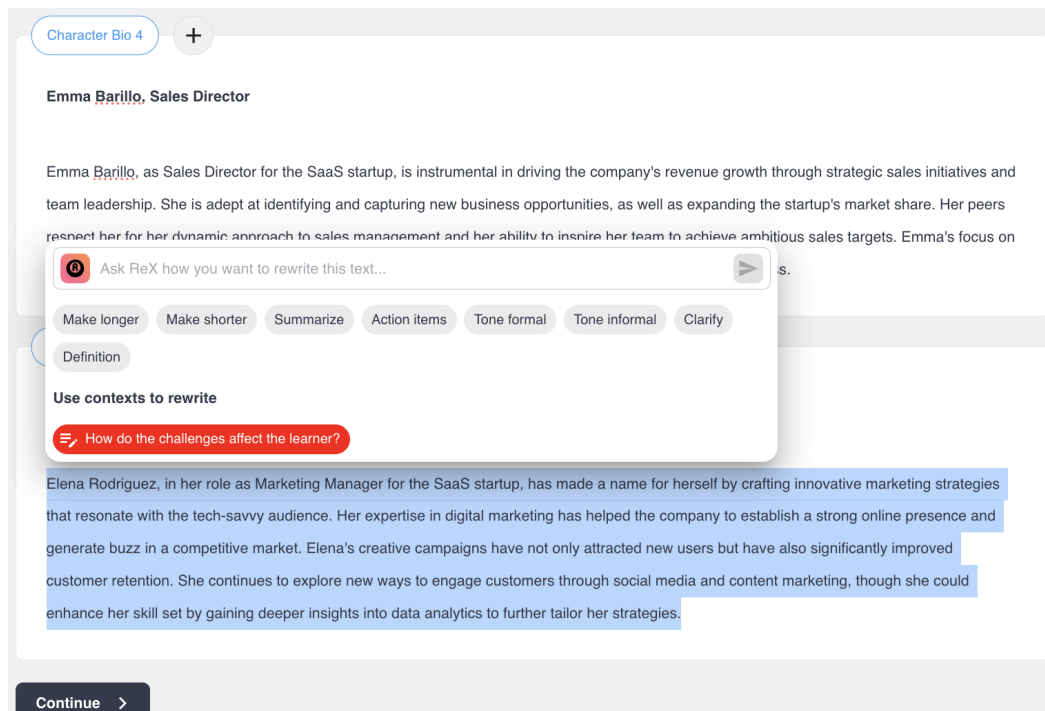 Character Bio 4
+
Emma Barillo, Sales Director
Emma Barillo, as Sales Director for the SaaS startup, is instrumental in driving the company's revenue growth through strategic sales initiatives and
team leadership. She is adept at identifying and capturing new business opportunities, as well as expanding the startup's market share. Her peers
respect her for her dynamic approach to sales management and her ability to inspire her team to achieve ambitious sales targets. Emma's focus on
Ask ReX how you want to rewrite this text...
Make longer
Make shorter
Summarize
Action items
Tone formal
Tone informal
Clarify
Definition
Use contexts to rewrite
How do the challenges affect the learner?
Elena Rodriguez, in her role as Marketing Manager for the SaaS startup, has made a name for herself by crafting innovative marketing strategies
that resonate with the tech-savvy audience. Her expertise in digital marketing has helped the company to establish a strong online presence and
generate buzz in a competitive market. Elena's creative campaigns have not only attracted new users but have also significantly improved
customer retention. She continues to explore new ways to engage customers through social media and content marketing, though she could
enhance her skill set by gaining deeper insights into data analytics to further tailor her strategies.
Continue